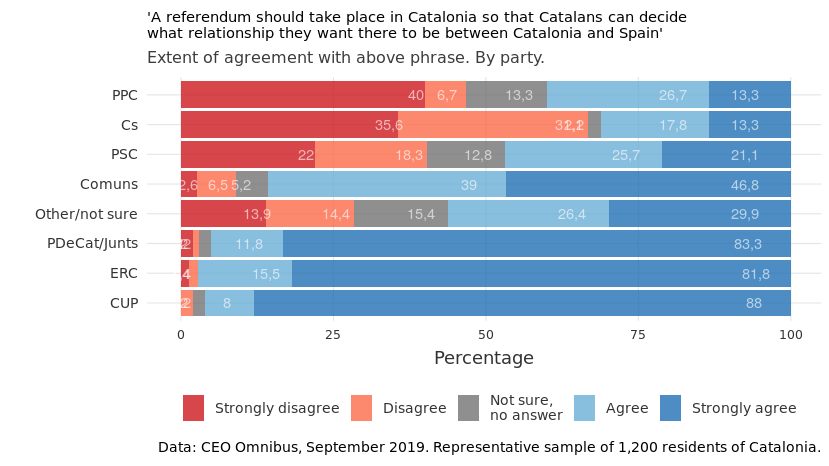 'A referendum should take place in Catalonia so that Catalans can decide
what relationship they want there to be between Catalonia and Spain'
Extent of agreement with above phrase. By party.
PPC 40 6,7 13,3 26,7 13,3
Cs 35,6 17,8 13,3
PSC 22 18,3 12,8 25,7 21,1
Comuns 2,6 6,5 5,2 39 46,8
Other/not sure 13,9 14,4 15,4 26,4 29,9
PDeCat/Junts 11,8 83,3
ERC 15,5 81,8
CUP 8 88
0 25 50 75 100
Percentage
Strongly disagree Disagree Not sure, Agree Strongly agree
no answer
Data: CEO Omnibus, September 2019. Representative sample of 1,200 residents of Catalonia.